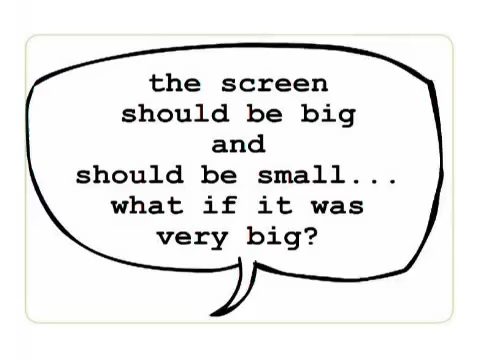 the screen
should be big
and
should be small...
what if it was
very big?